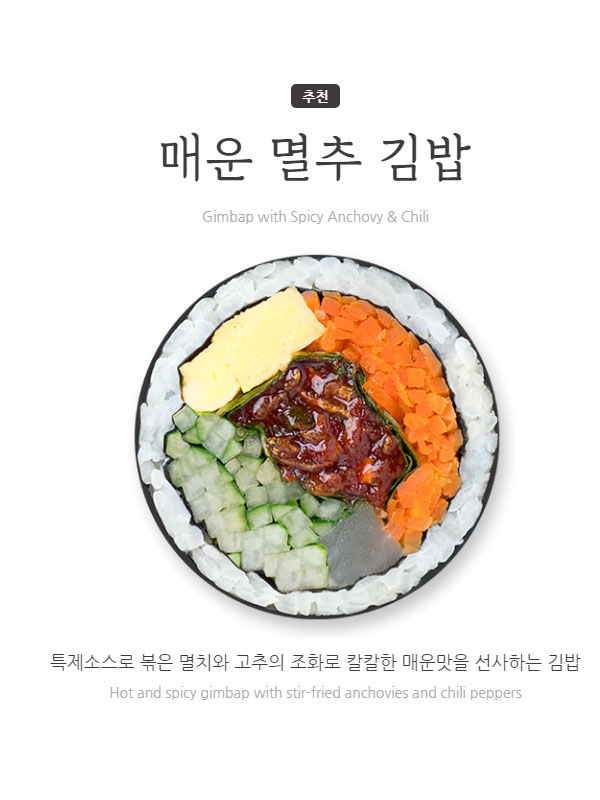 추천
매운 멸추 김밥
Gimbap with Spicy Anchovy & Chili
특제소스로 볶은 멸치와 고추의 조화로 칼칼한 매운맛을 선사하는 김밥
Hot and spicy gimbap with stir-fried anchovies and chili peppers